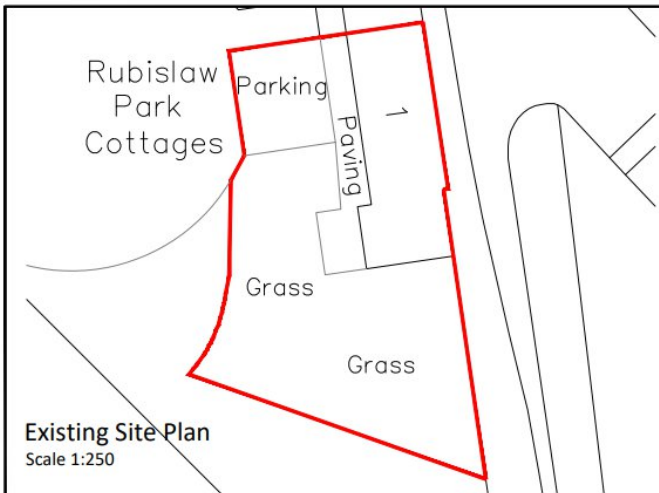 Rubislaw
Park
Cottages
Parking
Paving
1
Grass
Grass
Existing Site Plan
Scale 1:250